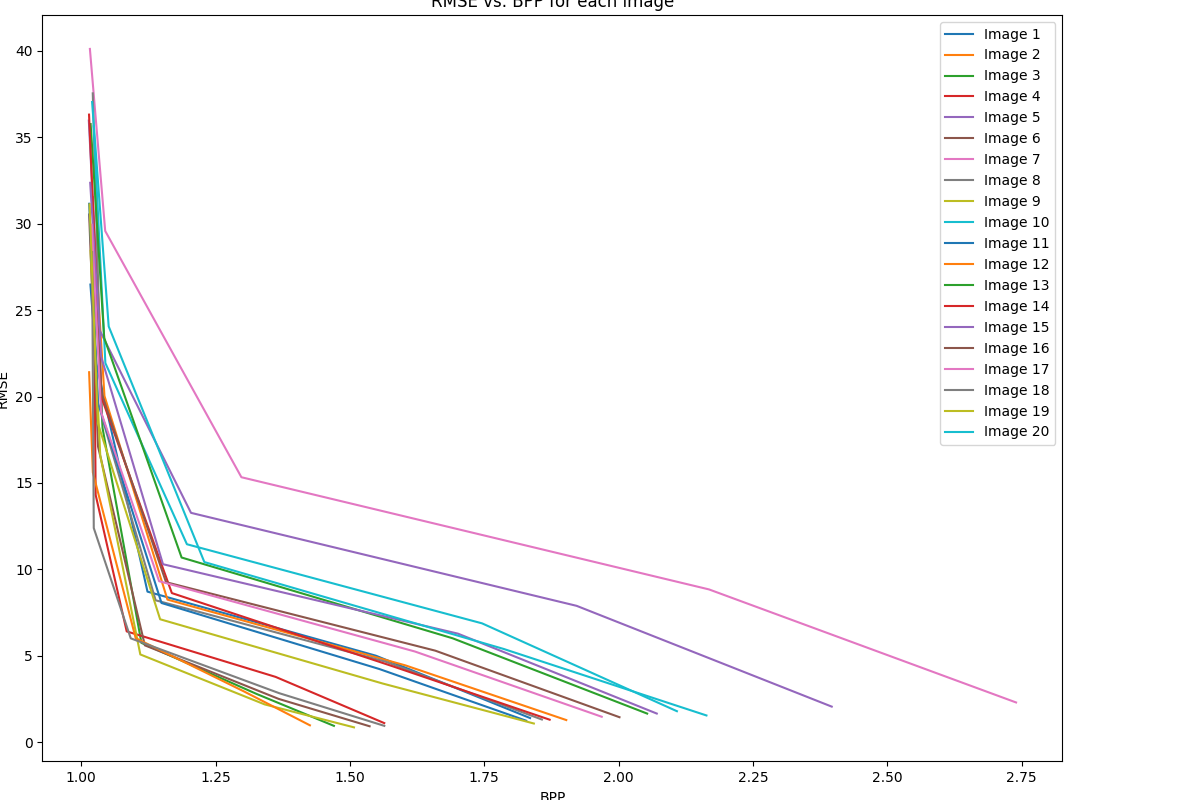 RMSE vs. BPP for each image
40
35
30
25
20
15
10
5
0
RMSE
1.00
1.25
1.50
1.75
2.00
2.25
2.50
2.75
BPP
Image 1
Image 2
Image 3
Image 4
Image 5
Image 6
Image 7
Image 8
Image 9
Image 10
Image 11
Image 12
Image 13
Image 14
Image 15
Image 16
Image 17
Image 18
Image 19
Image 20